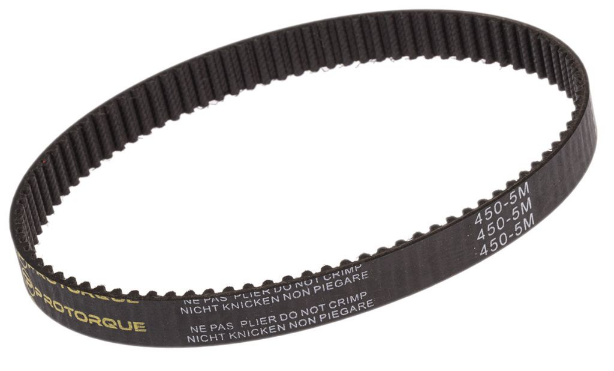 450-5M
450-5M
450-5M
PROTORQUE
PROTORQUE
NE PAS PLIER DO NOT CRIMP
NICHT KNICKEN NON PIEGARE
NE PAS PLIER DO NOT CRIMP
NICHT KNICKEN NON PIEGARE